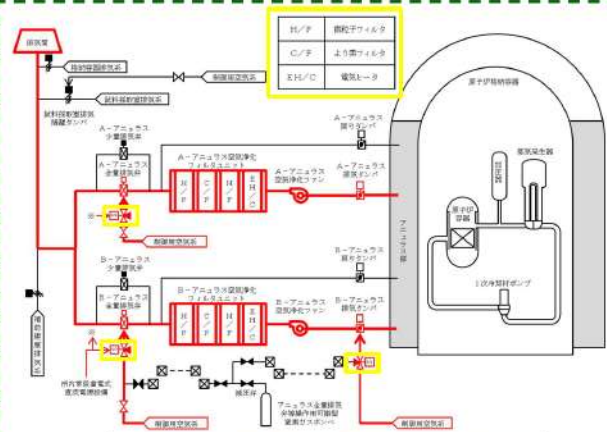 排気筒
格納容器排気系
制御用空気系
試料採取室排気系
試料採取室排気
隔離ダンパ
H/F 微粒子フィルタ
C/F よう素フィルタ
EH/C 電気ヒータ
原子炉格納容器
A-アニュラス
戻りダンパ
A-アニュラス
少量排気弁
A-アニュラス
全量排気弁
A-アニュラス空気浄化
フィルタユニット
H/F
C/F
H/F
EH/C
A-アニュラス
空気浄化ファン
A-アニュラス
排気ダンパ
※
制御用空気系
蒸気発生器
加圧器
原子炉
容器
アニュラス部
1次冷却材ポンプ
B-アニュラス
戻りダンパ
B-アニュラス
少量排気弁
B-アニュラス
全量排気弁
B-アニュラス空気浄化
フィルタユニット
H/F
C/F
H/F
EH/C
B-アニュラス
空気浄化ファン
B-アニュラス
排気ダンパ
※
補助建屋排気系
所内常設蓄電式
直流電源設備
減圧弁
アニュラス全量排気
弁等操作用可搬型
窒素ガスボンベ
制御用空気系
制御用空気系